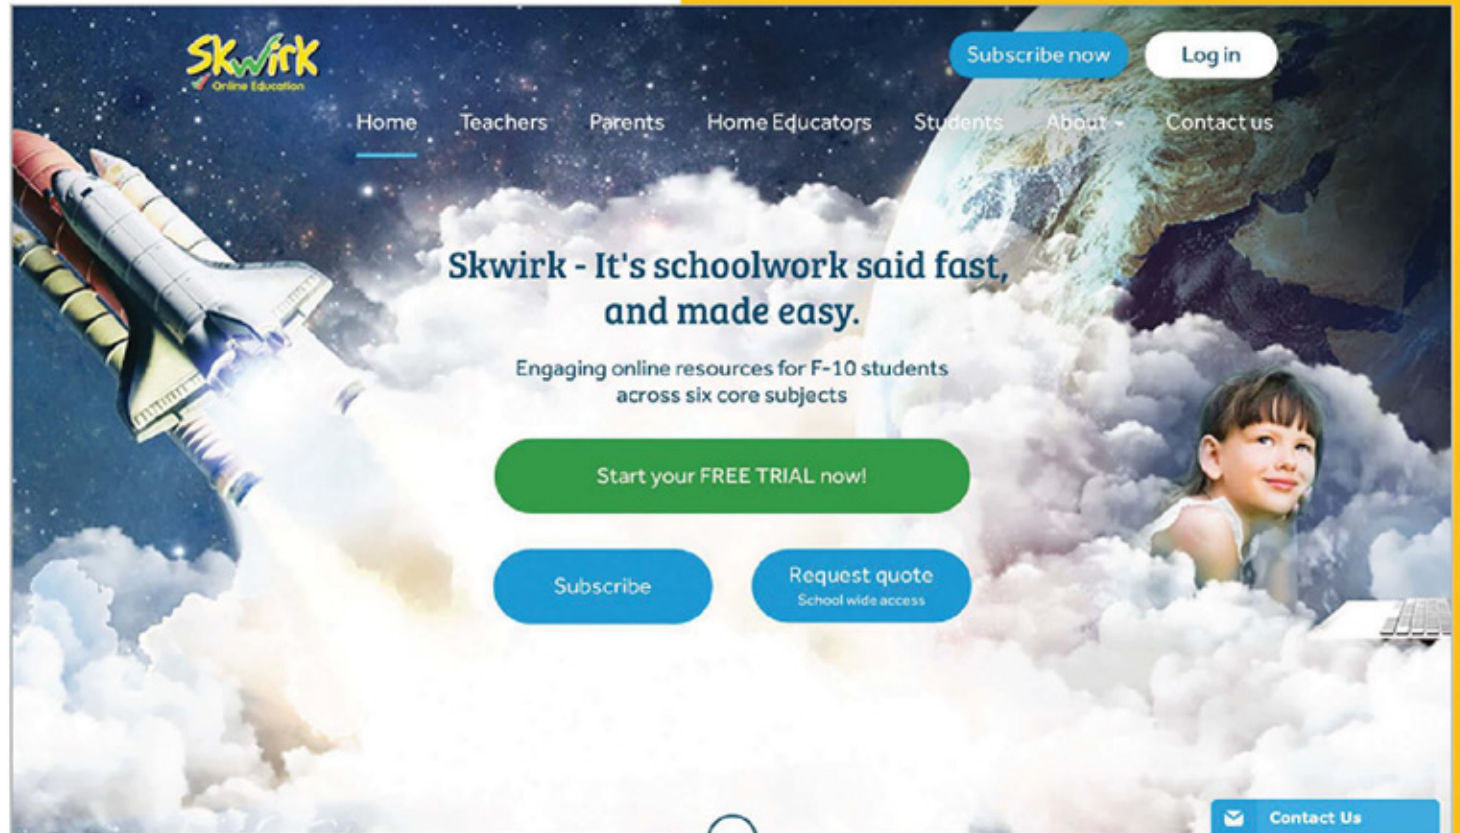 Skwirk
Online Education
Subscribe now
Log in
Home
Teachers
Parents
Home Educators
Students
About
Contact us
Skwirk - It's schoolwork said fast,
and made easy.
Engaging online resources for F-10 students
across six core subjects
Start your FREE TRIAL now!
Subscribe
Request quote
School wide access
Contact Us